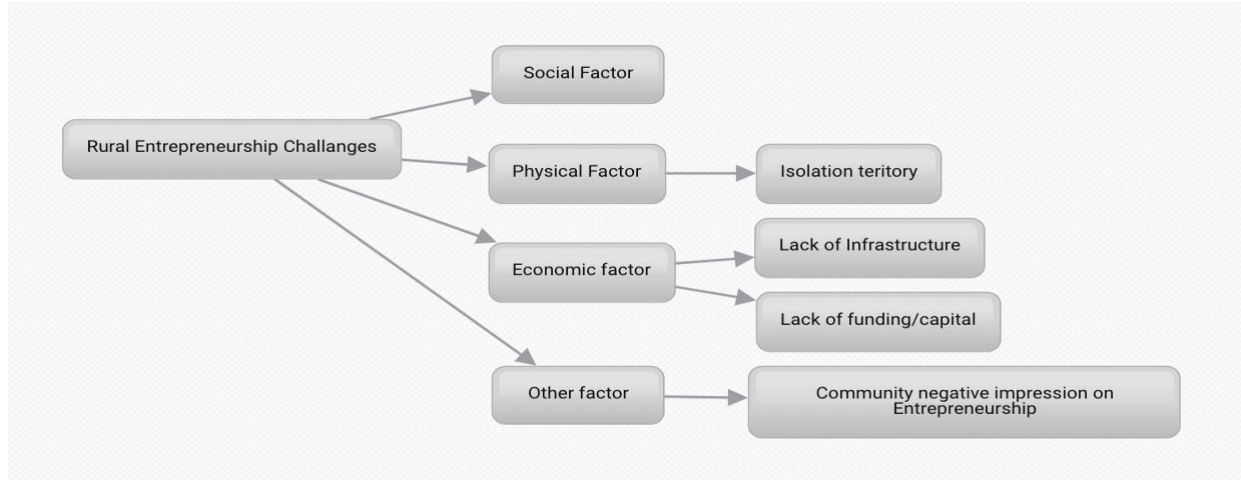 Social Factor
Rural Entrepreneurship Challanges
Physical Factor
Isolation teritory
Economic factor
Lack of Infrastructure
Lack of funding/capital
Other factor
Community negative impression on
Entrepreneurship